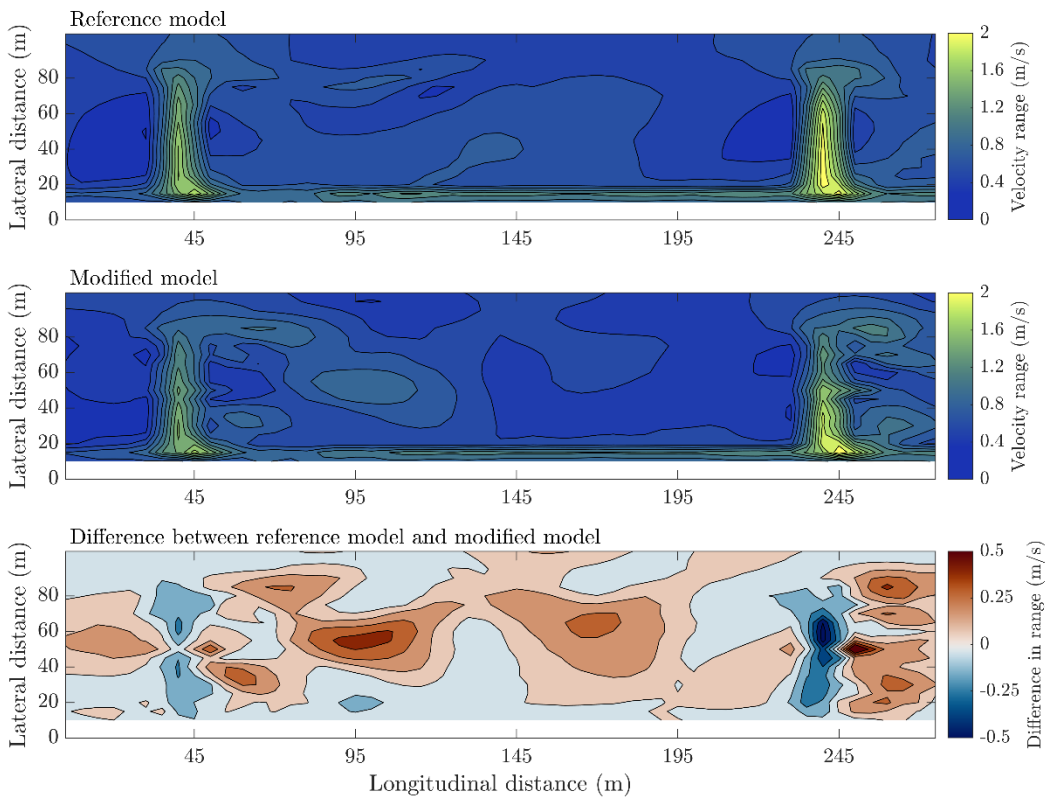 Reference model
Lateral distance (m)
80
60
40
20
0
45 95 145 195 245
2
1.6
1.2
0.8
0.4
0
Velocity range (m/s)
Modified model
Lateral distance (m)
80
60
40
20
0
45 95 145 195 245
2
1.6
1.2
0.8
0.4
0
Velocity range (m/s)
Difference between reference model and modified model
Lateral distance (m)
80
60
40
20
0
45 95 145 195 245
Longitudinal distance (m)
0.5
0.25
0
-0.25
-0.5
Difference in range (m/s)